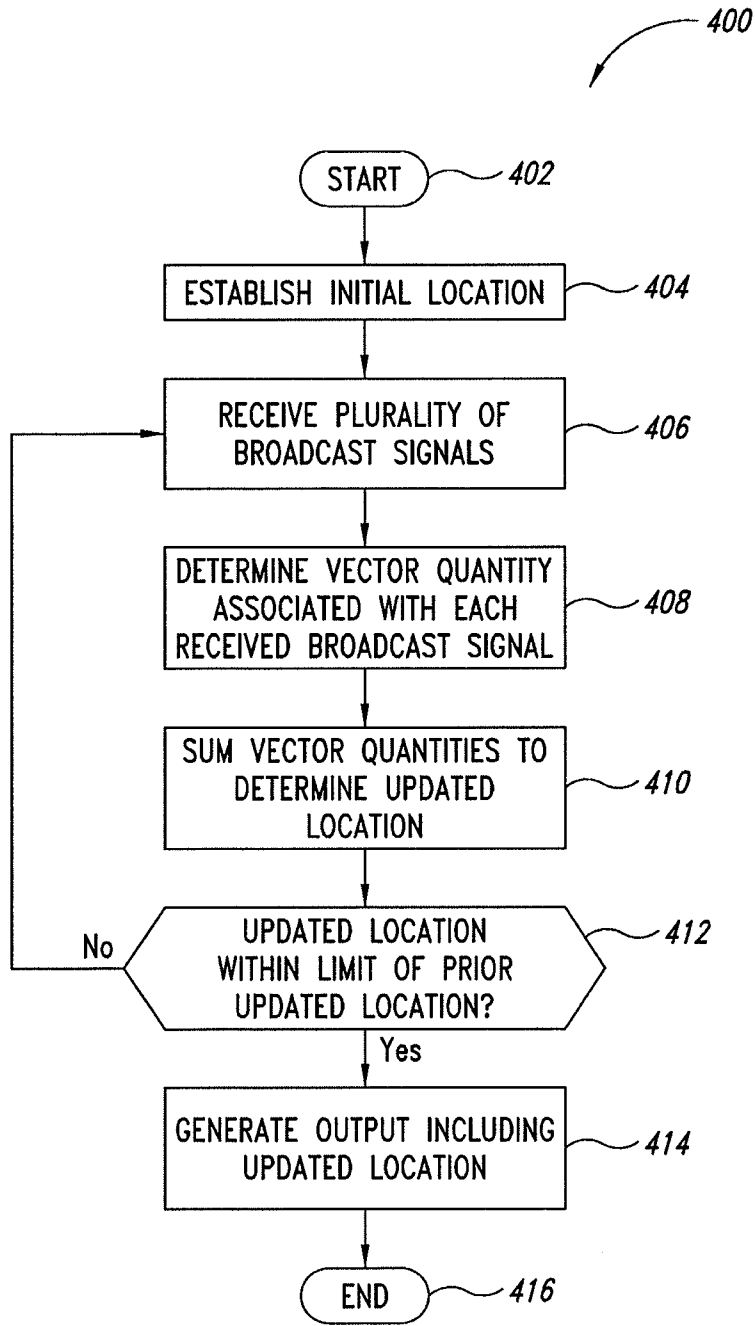 400
START
402
ESTABLISH INITIAL LOCATION
404
RECEIVE PLURALITY OF
BROADCAST SIGNALS
406
DETERMINE VECTOR QUANTITY
ASSOCIATED WITH EACH
RECEIVED BROADCAST SIGNAL
408
SUM VECTOR QUANTITIES TO
DETERMINE UPDATED
LOCATION
410
No
UPDATED LOCATION
WITHIN LIMIT OF PRIOR
UPDATED LOCATION?
412
Yes
GENERATE OUTPUT INCLUDING
UPDATED LOCATION
414
END
416